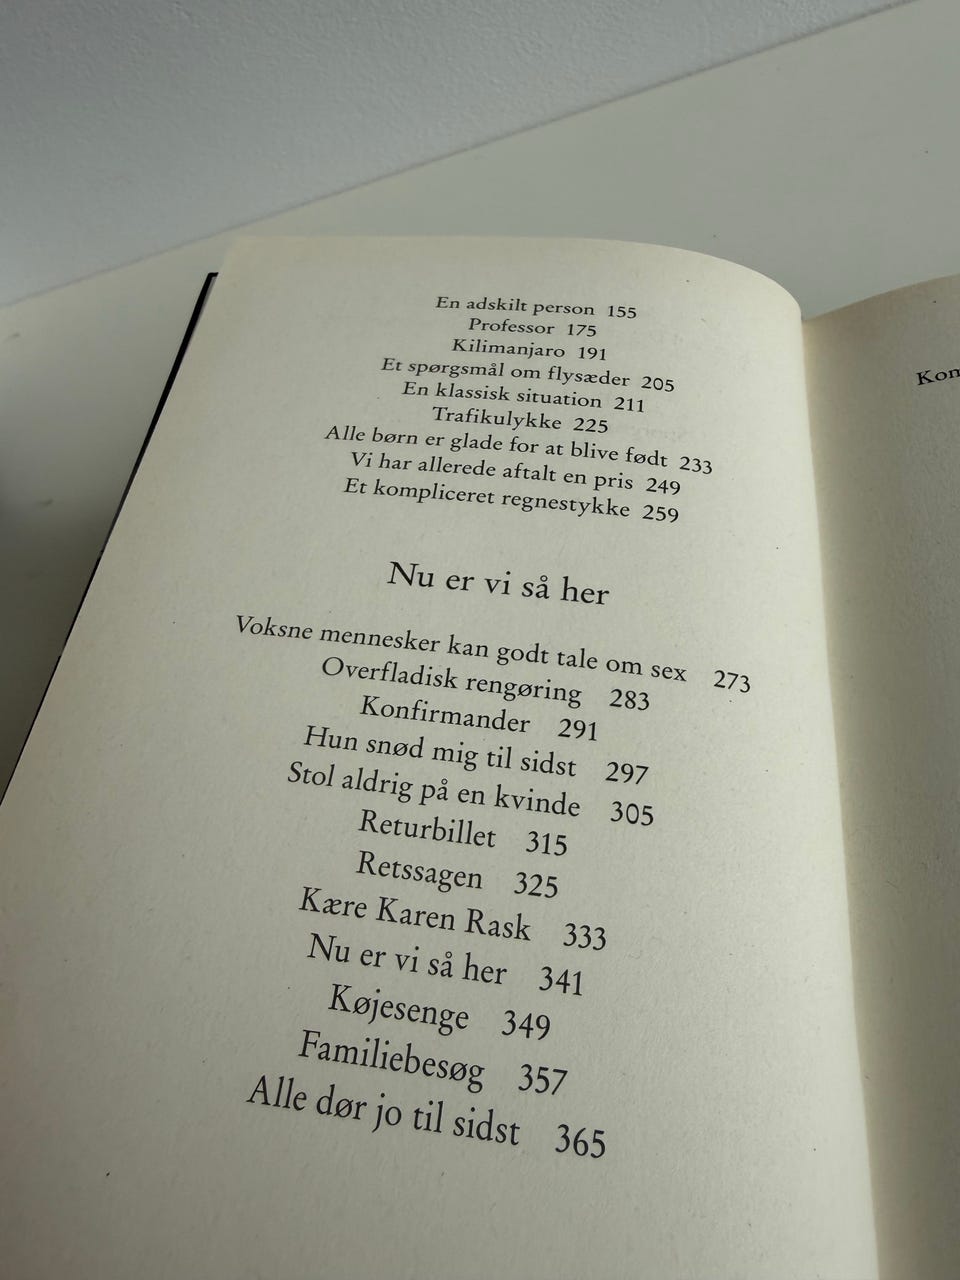 En adskilt person 155
Professor 175
Kilimanjaro 191
Et spørgsmål om flysæder 205
En klassisk situation 211
Trafikulykke 225
Alle børn er glade for at blive født 233
Vi har allerede aftalt en pris 249
Et kompliceret regnestykke 259
Nu er vi så her
Voksne mennesker kan godt tale om sex 273
Overfladisk rengøring 283
Konfirmander 291
Hun snød mig til sidst 297
Stol aldrig på en kvinde 305
Returbillet 315
Retssagen 325
Kære Karen Rask 333
Nu er vi så her 341
Køjesenge 349
Familiebesøg 357
Alle dør jo til sidst 365